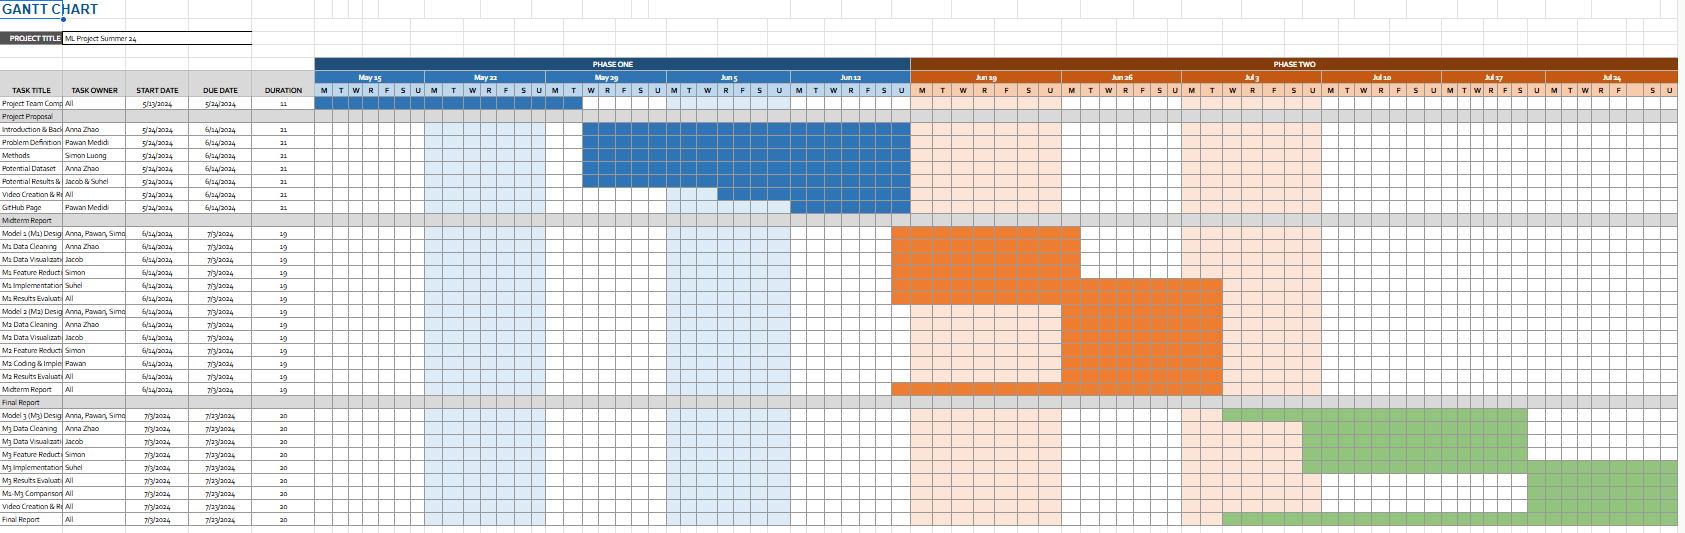 GANTT CHART
PROJECT TITLE ML Project Summer 24
PHASE ONE PHASE TWO
May 15 May 22 May 29 Jun 5 Jun 12 Jun 19 Jun 26 Jul 3 Jul 10 Jul 17 Jul 24
TASK TITLE TASK OWNER START DATE DUE DATE DURATION M T W R F S U M T W R F S U M T W R F S U M T W R F S U M T W R F S U M T W R F S U M T W R F S U M T W R F S U M T W R F S U M T W R F S U M T W R F S U
Project Team Comp All 5/13/2024 5/24/2024 11
Project Proposal
Introduction & Back Anna Zhao 5/24/2024 6/14/2024 21
Problem Definition Pawan Medidi 5/24/2024 6/14/2024 21
Methods Simon Luong 5/24/2024 6/14/2024 21
Potential Dataset Anna Zhao 5/24/2024 6/14/2024 21
Potential Results & Jacob & Suhel 5/24/2024 6/14/2024 21
Video Creation & Re All 5/24/2024 6/14/2024 21
GitHub Page Pawan Medidi 5/24/2024 6/14/2024 21
Midterm Report
Model 1 (M1) Desig Anna, Pawan, Simo 6/14/2024 7/3/2024 19
M1 Data Cleaning Anna Zhao 6/14/2024 7/3/2024 19
M1 Data Visualizati Jacob 6/14/2024 7/3/2024 19
M1 Feature Reducti Simon 6/14/2024 7/3/2024 19
M1 Implementation Suhel 6/14/2024 7/3/2024 19
M1 Results Evaluati All 6/14/2024 7/3/2024 19
Model 2 (M2) Desig Anna, Pawan, Simo 6/14/2024 7/3/2024 19
M2 Data Cleaning Anna Zhao 6/14/2024 7/3/2024 19
M2 Data Visualizati Jacob 6/14/2024 7/3/2024 19
M2 Feature Reducti Simon 6/14/2024 7/3/2024 19
M2 Coding & Imple Pawan 6/14/2024 7/3/2024 19
M2 Results Evaluati All 6/14/2024 7/3/2024 19
Midterm Report All 6/14/2024 7/3/2024 19
Final Report
Model 3 (M3) Desig Anna, Pawan, Simo 7/3/2024 7/23/2024 20
M3 Data Cleaning Anna Zhao 7/3/2024 7/23/2024 20
M3 Data Visualizati Jacob 7/3/2024 7/23/2024 20
M3 Feature Reducti Simon 7/3/2024 7/23/2024 20
M3 Implementation Suhel 7/3/2024 7/23/2024 20
M3 Results Evaluati All 7/3/2024 7/23/2024 20
M1-M3 Comparison All 7/3/2024 7/23/2024 20
Video Creation & Re All 7/3/2024 7/23/2024 20
Final Report All 7/3/2024 7/23/2024 20